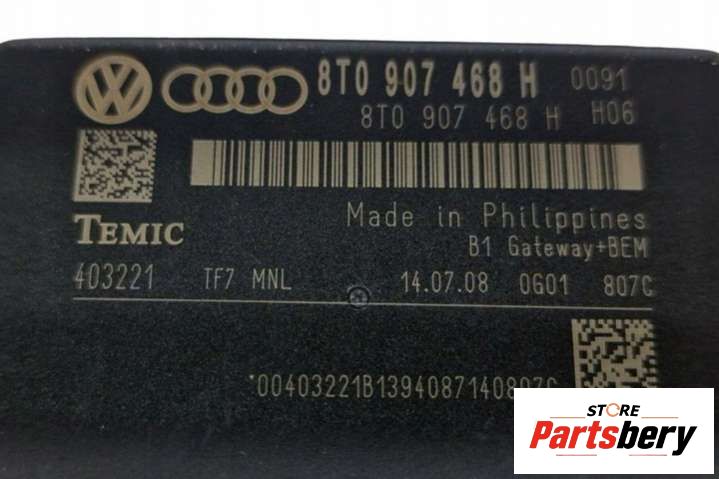 8T0 907 468 H 0091
8T0 907 468 H H06
TEMIC
Made in Philippines
B1 Gateway+BEM
403221 TF7 MNL 14.07.08 0G01 807C
STORE
Partsbery